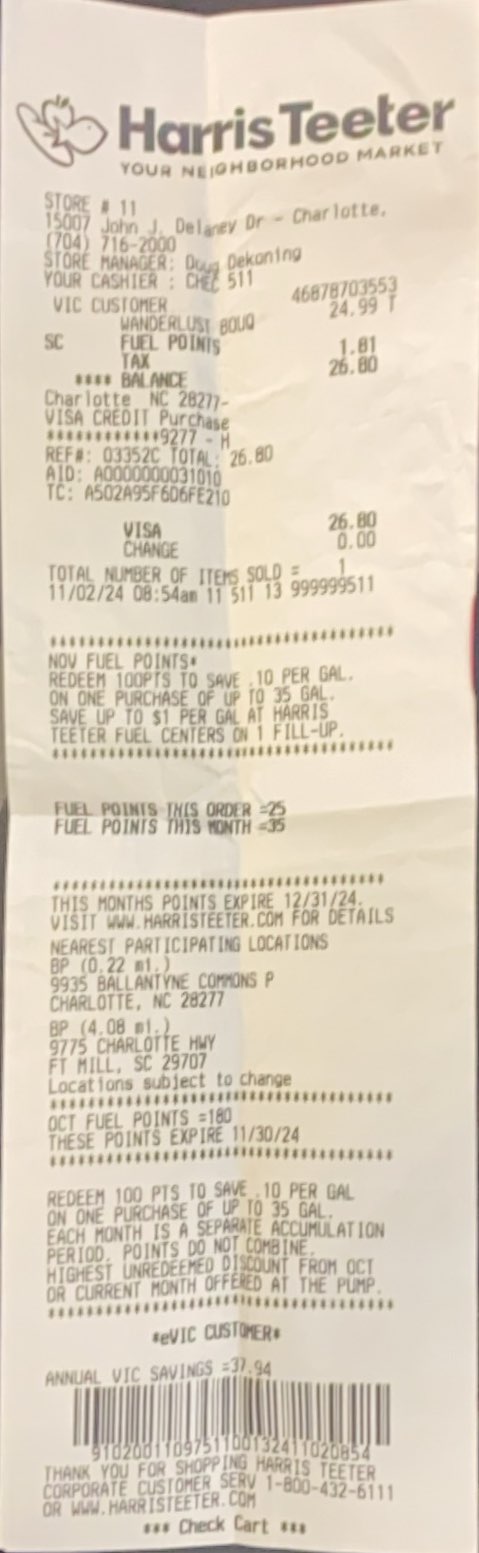 Harris Teeter
YOUR NEIGHBORHOOD MARKET
STORE # 11
15007 John J. Delaney Dr - Charlotte,
(704) 716-2000
STORE MANAGER: Doug Dekoning
YOUR CASHIER : CHEC 511
VIC CUSTOMER 46878703553
WANDERLUST BOUQ 24.99 T
SC FUEL POINTS
TAX 1.81
**** BALANCE 26.80
Charlotte NC 28277-
VISA CREDIT Purchase
************9277 - H
REF#: 03352C TOTAL: 26.80
AID: A0000000031010
TC: A502A95F6D6FE210
VISA 26.80
CHANGE 0.00
TOTAL NUMBER OF ITEMS SOLD = 1
11/02/24 08:54am 11 511 13 999999511
****************************************
NOV FUEL POINTS*
REDEEM 100PTS TO SAVE .10 PER GAL.
ON ONE PURCHASE OF UP TO 35 GAL.
SAVE UP TO $1 PER GAL AT HARRIS
TEETER FUEL CENTERS ON 1 FILL-UP.
****************************************
FUEL POINTS THIS ORDER =25
FUEL POINTS THIS MONTH =35
****************************************
THIS MONTHS POINTS EXPIRE 12/31/24.
VISIT WWW.HARRISTEETER.COM FOR DETAILS
NEAREST PARTICIPATING LOCATIONS
BP (0.22 mi.)
9935 BALLANTYNE COMMONS P
CHARLOTTE, NC 28277
BP (4.08 mi.)
9775 CHARLOTTE HWY
FT MILL, SC 29707
Locations subject to change
****************************************
OCT FUEL POINTS =180
THESE POINTS EXPIRE 11/30/24
****************************************
REDEEM 100 PTS TO SAVE .10 PER GAL
ON ONE PURCHASE OF UP TO 35 GAL.
EACH MONTH IS A SEPARATE ACCUMULATION
PERIOD. POINTS DO NOT COMBINE.
HIGHEST UNREDEEMED DISCOUNT FROM OCT
OR CURRENT MONTH OFFERED AT THE PUMP.
****************************************
*eVIC CUSTOMER*
ANNUAL VIC SAVINGS =37.94
9102001109751100132411020854
THANK YOU FOR SHOPPING HARRIS TEETER
CORPORATE CUSTOMER SERV 1-800-432-6111
OR WWW.HARRISTEETER.COM
*** Check Cart ***